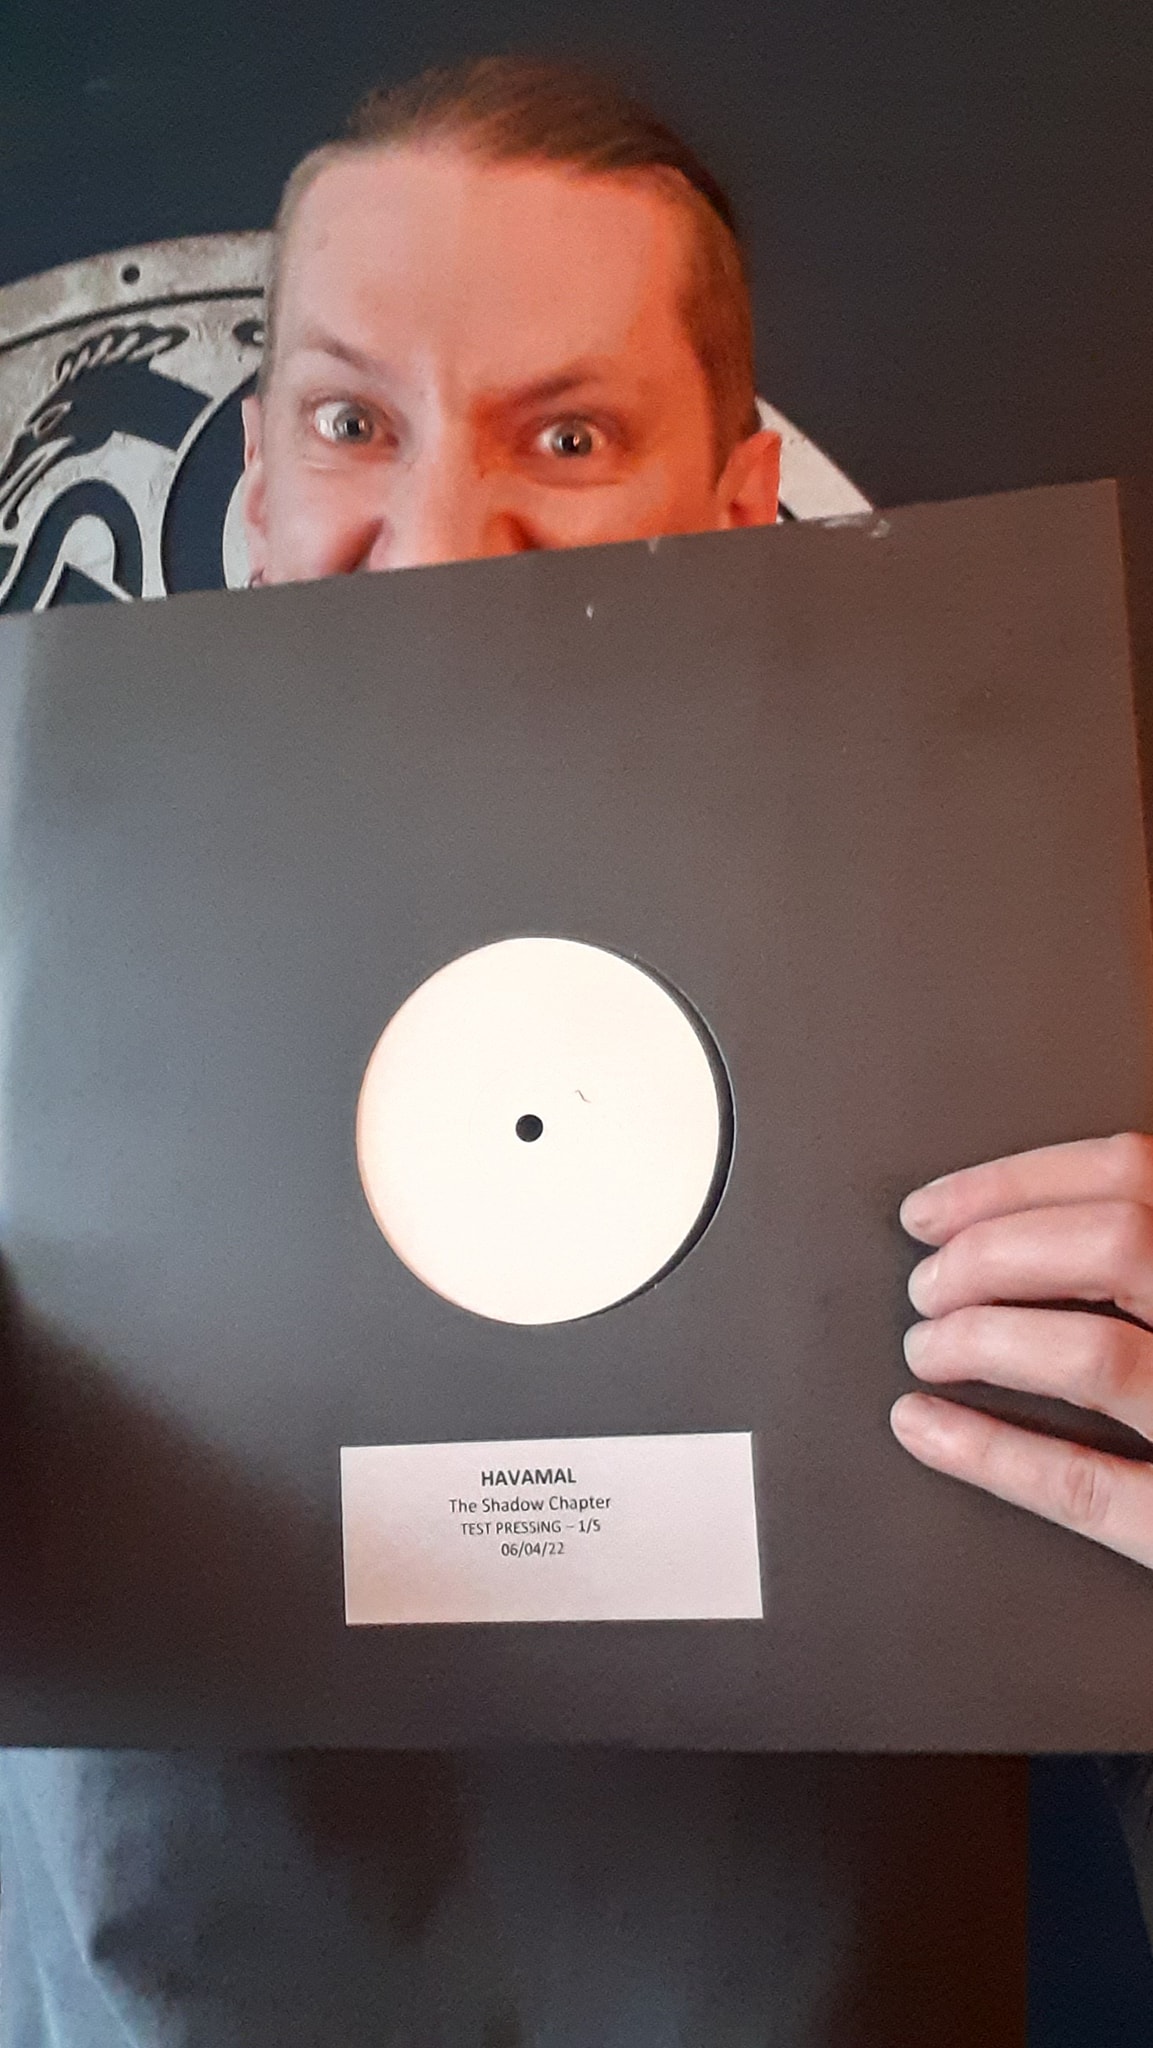 HAVAMAL
The Shadow Chapter
TEST PRESSING – 1/5
06/04/22